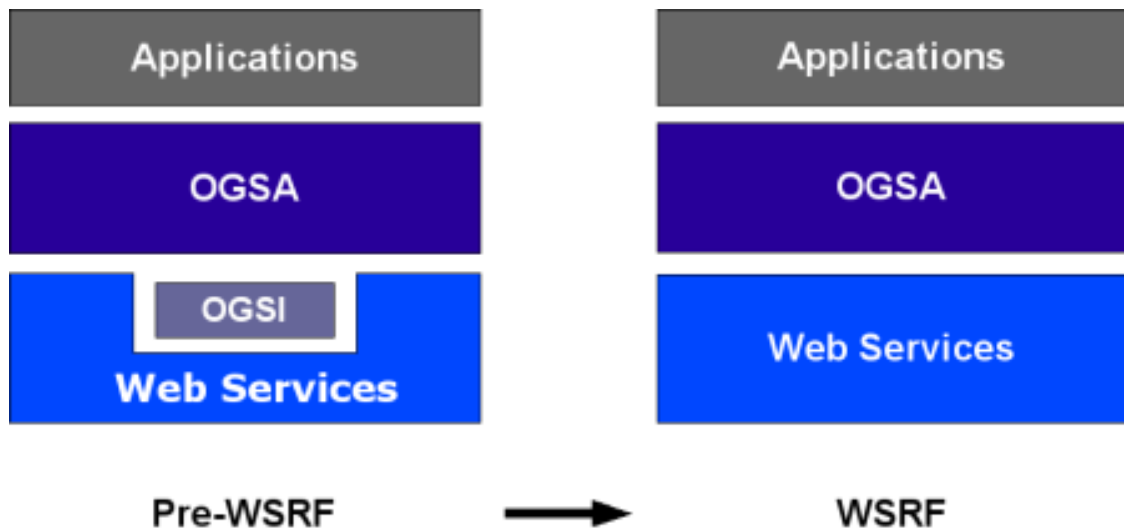 Applications
OGSA
OGSI
Web Services
Pre-WSRF
Applications
OGSA
Web Services
WSRF